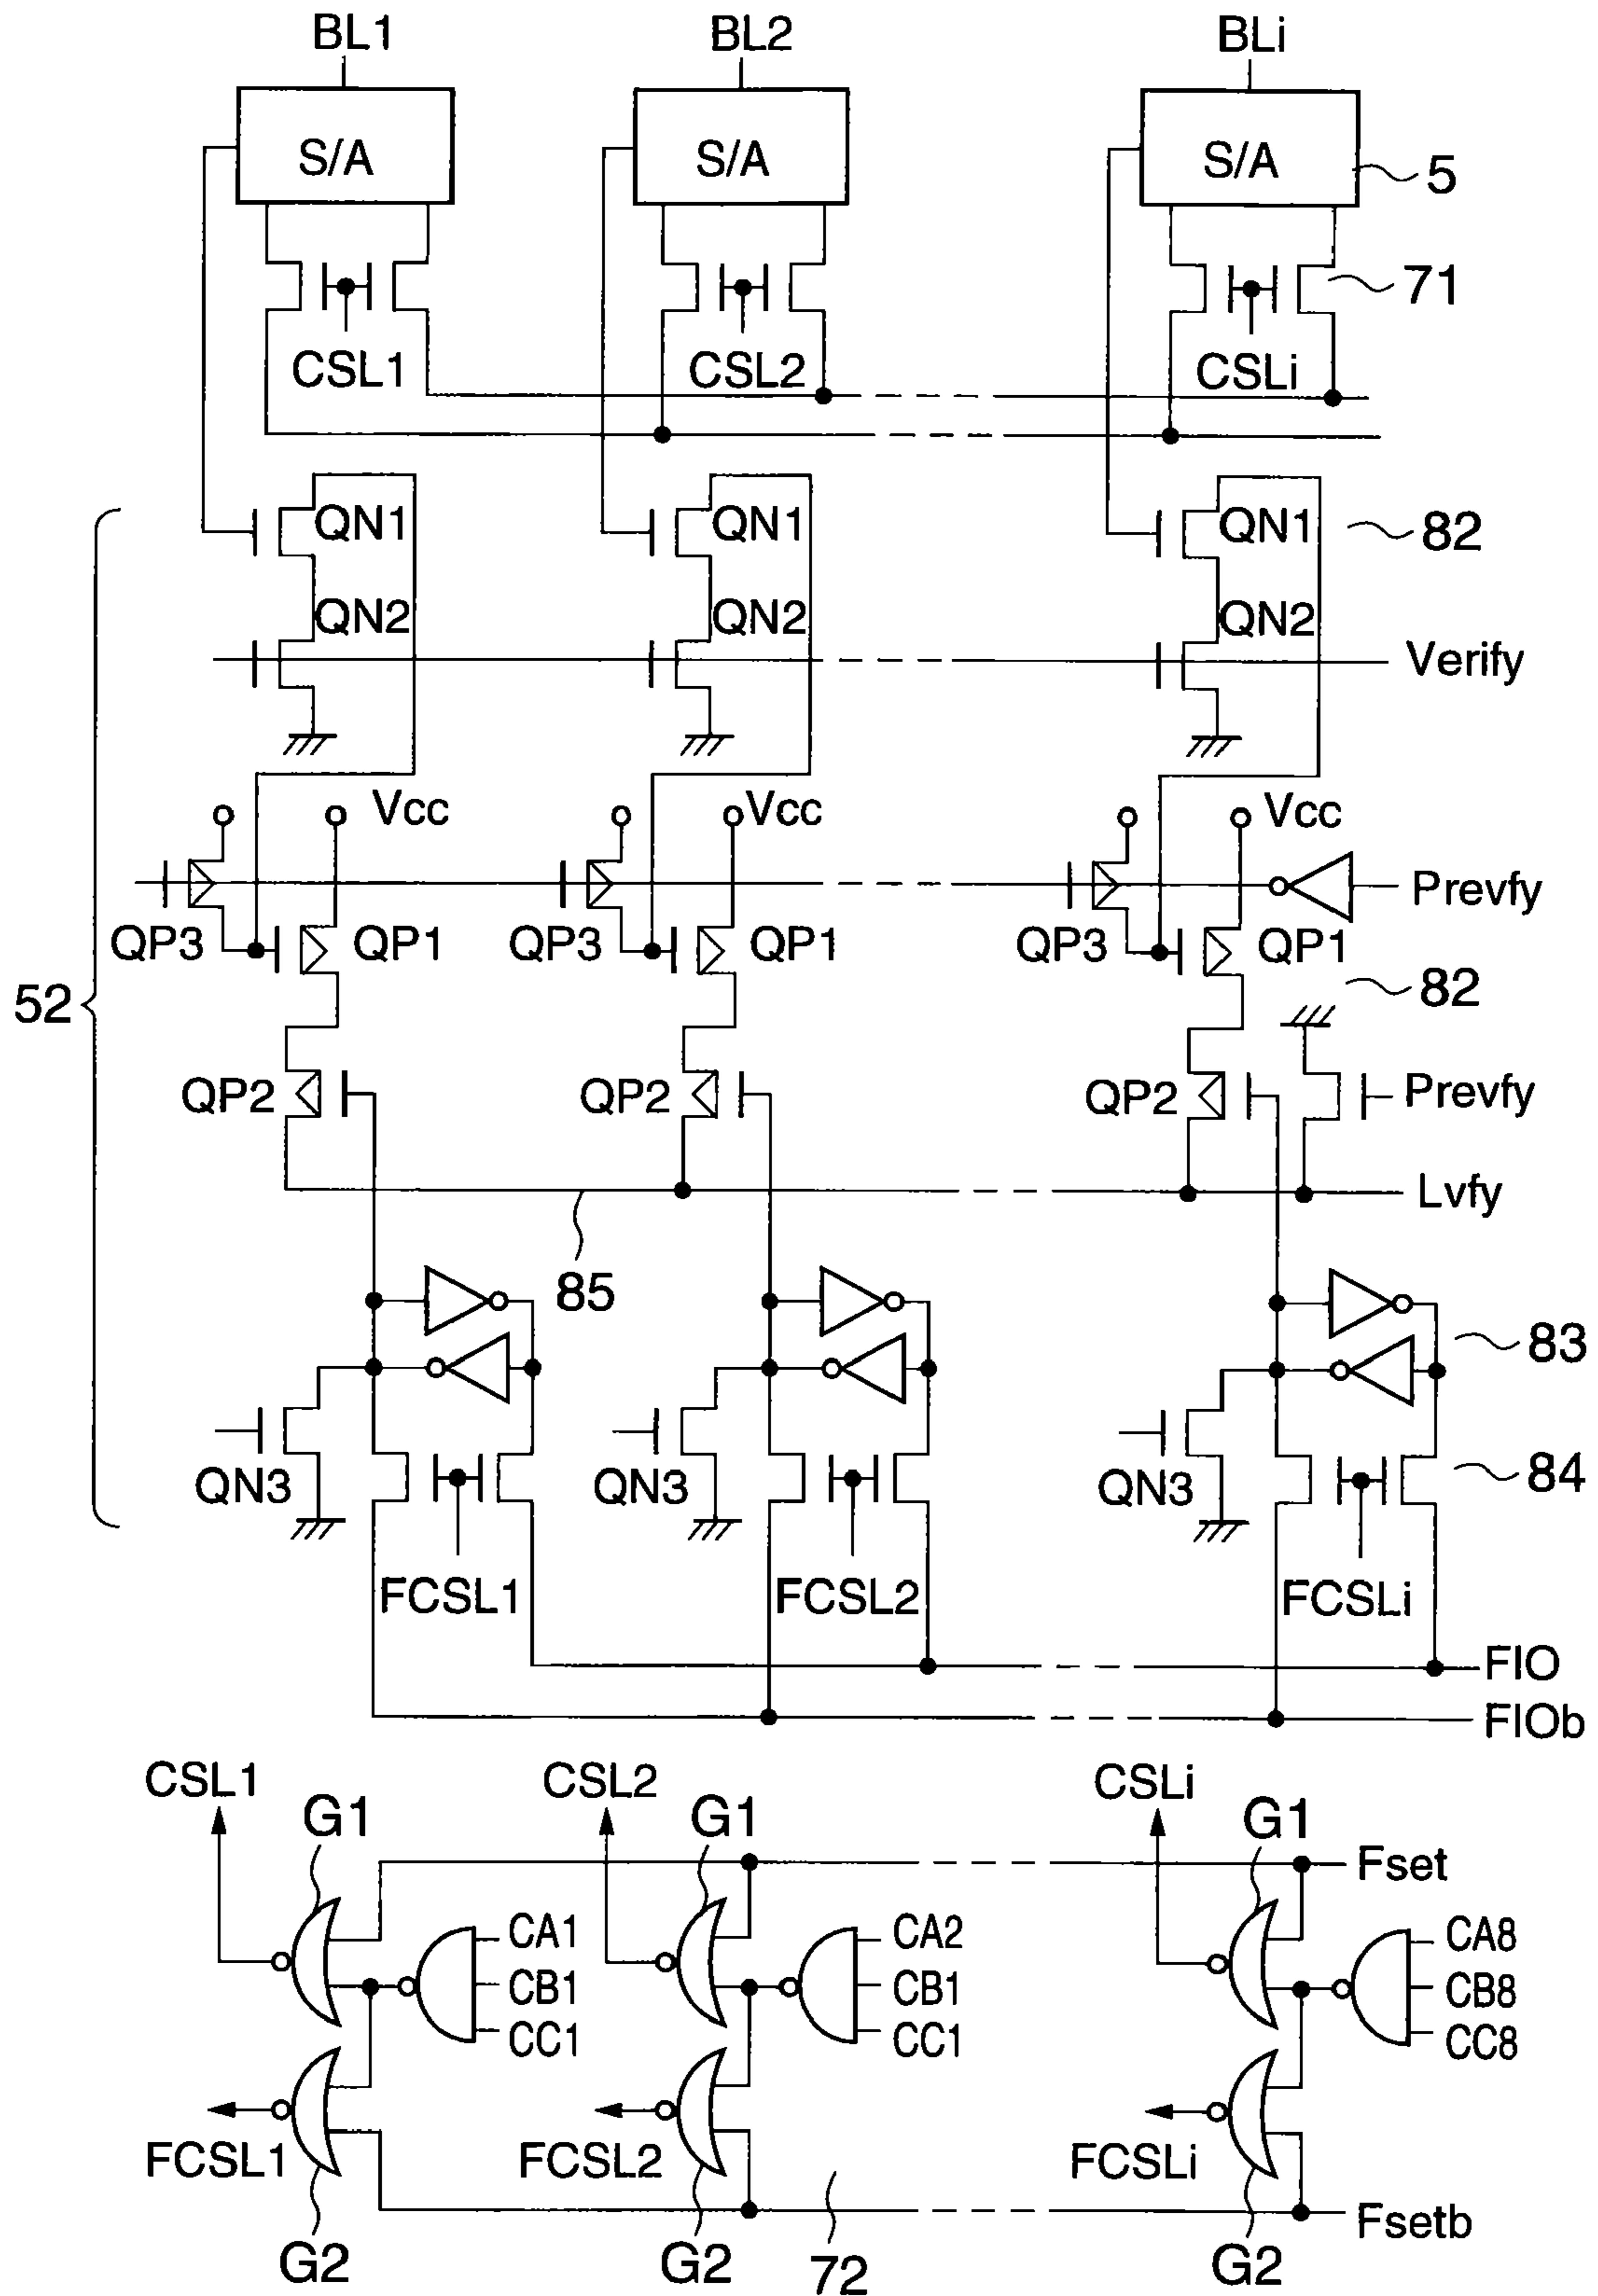 BL1 BL2 BLi
S/A S/A S/A 5
71
CSL1 CSL2 CSLi
QN1 QN1 QN1 82
QN2 QN2 QN2
Verify
Vcc Vcc Vcc
Prevfy
QP3 QP1 QP3 QP1 QP3 QP1
52 82
QP2 QP2 QP2 Prevfy
Lvfy
85
83
QN3 QN3 QN3 84
FCSL1 FCSL2 FCSLi
FIO
FIOb
CSL1 CSL2 CSLi
G1 G1 G1
Fset
CA1 CA2 CA8
CB1 CB1 CB8
CC1 CC1 CC8
FCSL1 FCSL2 FCSLi
Fsetb
G2 G2 72 G2